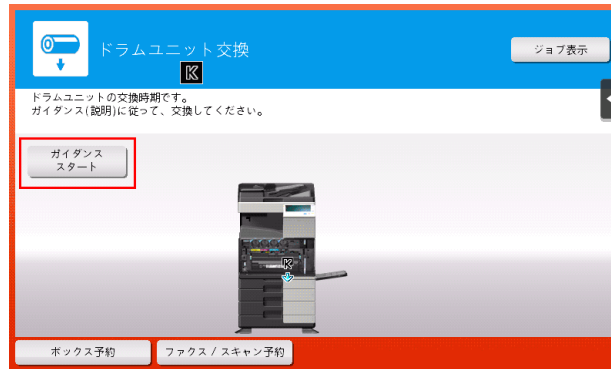 ドラムユニット交換
K
ジョブ表示
ドラムユニットの交換時期です。
ガイダンス(説明)に従って、交換してください。
ガイダンス
スタート
K
ボックス予約
ファクス / スキャン予約